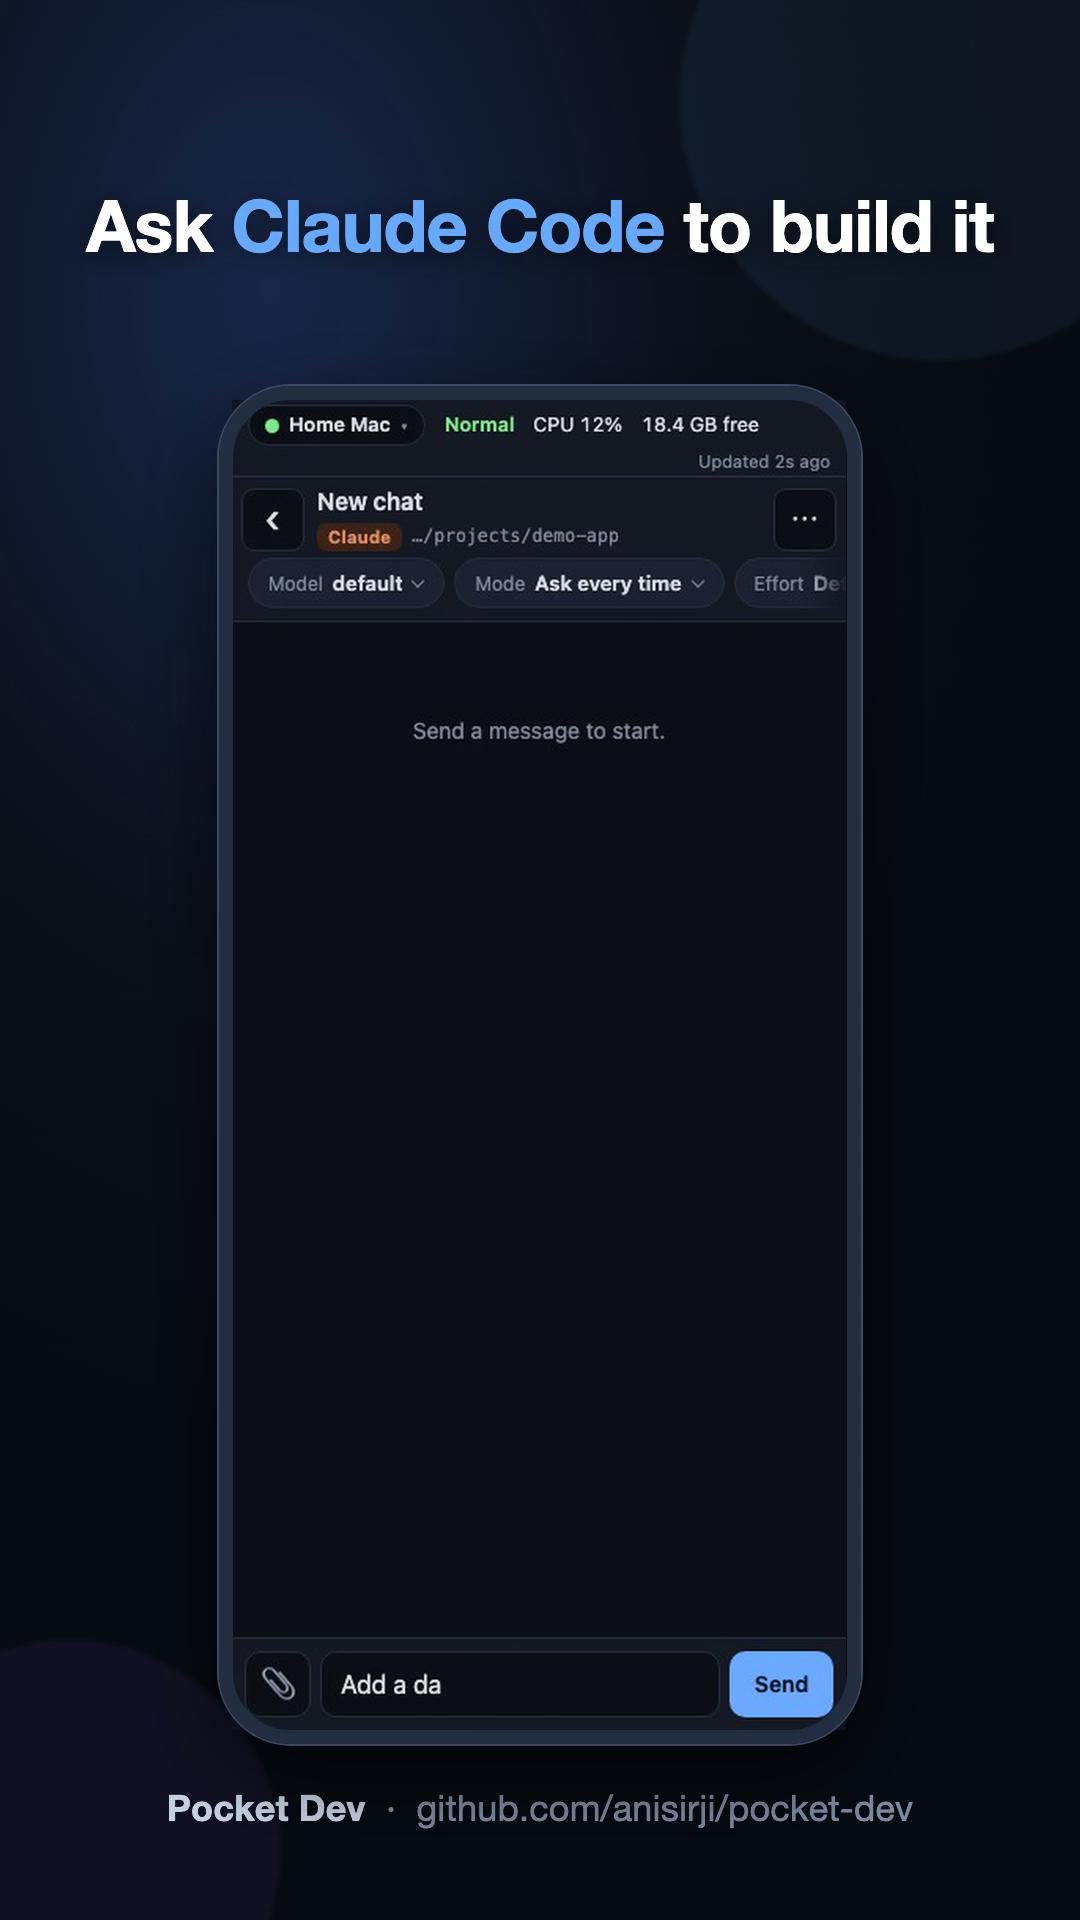 Ask Claude Code to build it
Home Mac Normal CPU 12% 18.4 GB free
Updated 2s ago
New chat
Claude …/projects/demo-app
Model default Mode Ask every time Effort
Send a message to start.
Add a da Send
Pocket Dev · github.com/anisirji/pocket-dev